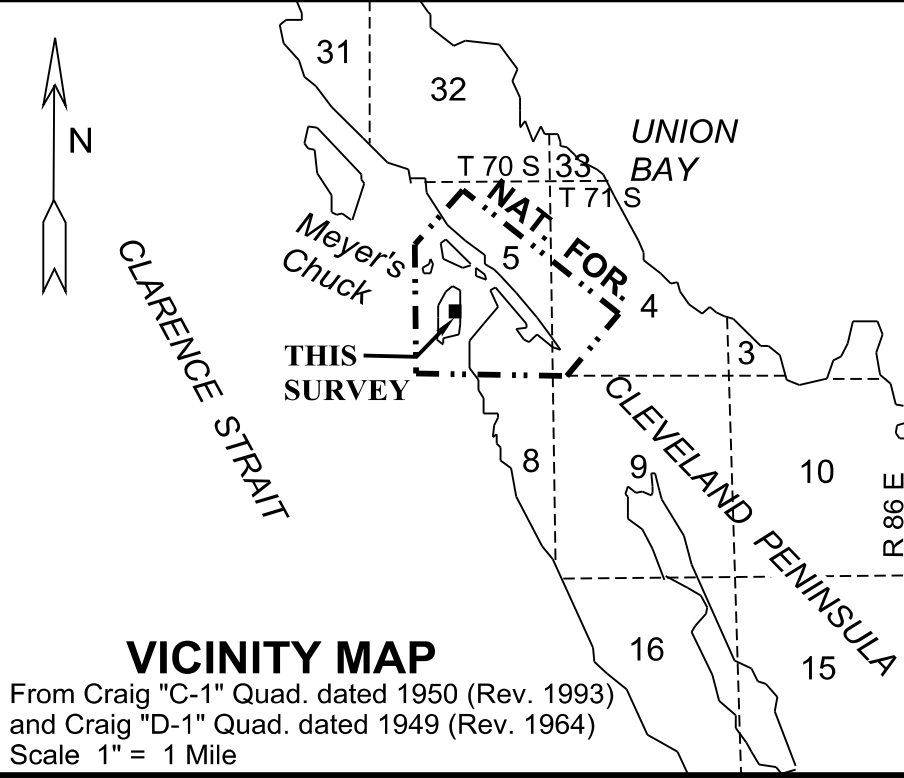 31
32
N
UNION
BAY
T 70 S
33
T 71 S
NAT. FOR.
Meyer's
Chuck
5
4
CLARENCE STRAIT
THIS
SURVEY
3
CLEVELAND PENINSULA
8
9
10
R 86 E
16
15
VICINITY MAP
From Craig "C-1" Quad. dated 1950 (Rev. 1993)
and Craig "D-1" Quad. dated 1949 (Rev. 1964)
Scale 1" = 1 Mile